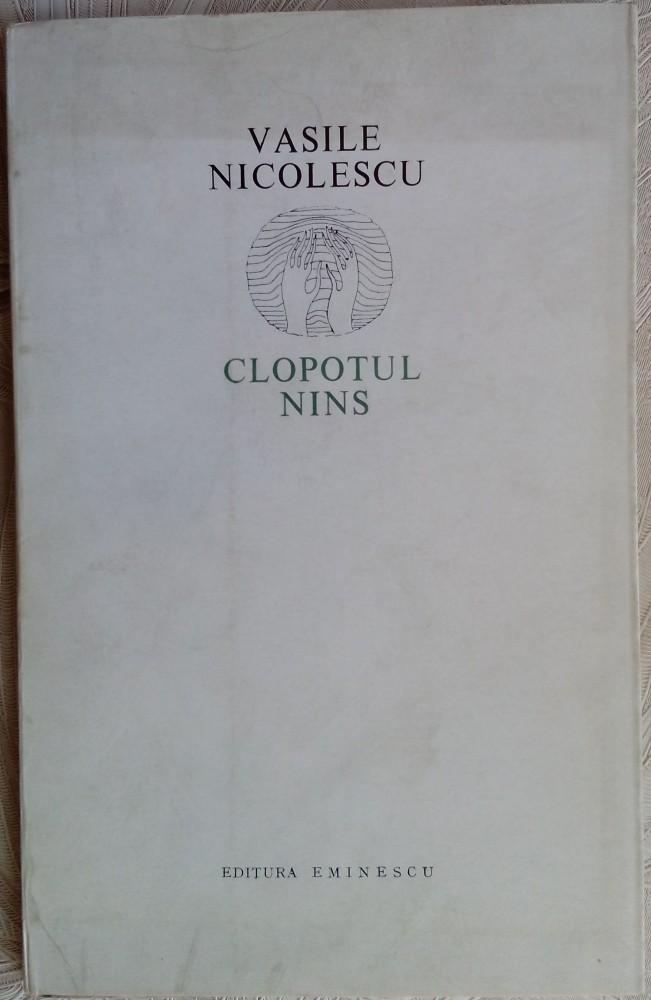 VASILE
NICOLESCU
CLOPOTUL
NINS
EDITURA EMINESCU